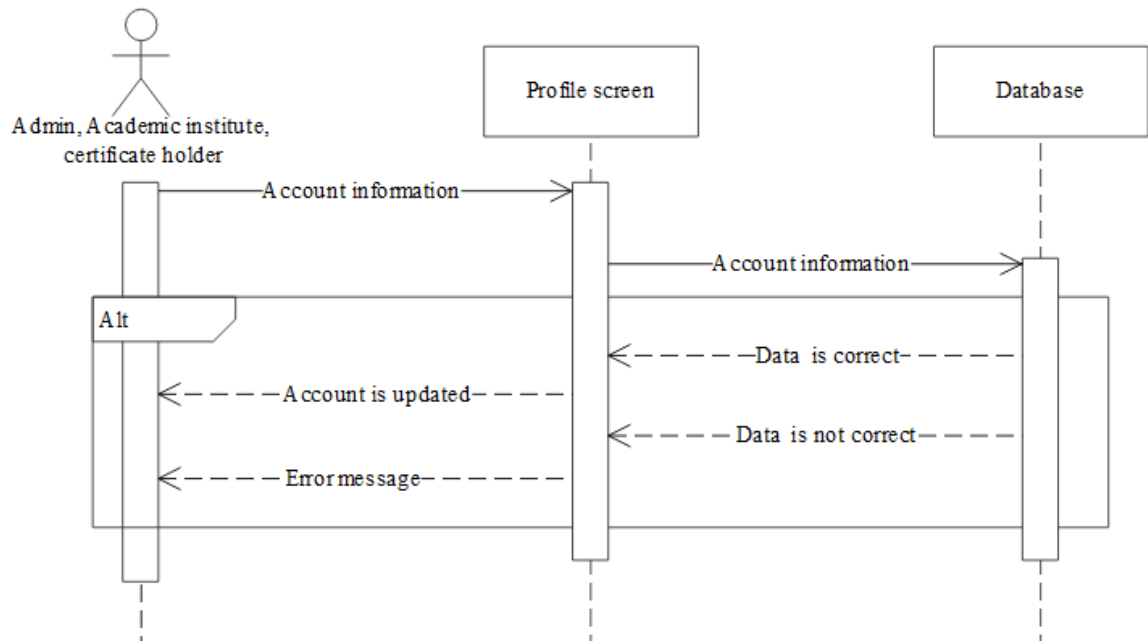 Profile screen
Database
Admin, Academic institute,
certificate holder
Account information
Account information
Alt
Data is correct
Account is updated
Data is not correct
Error message